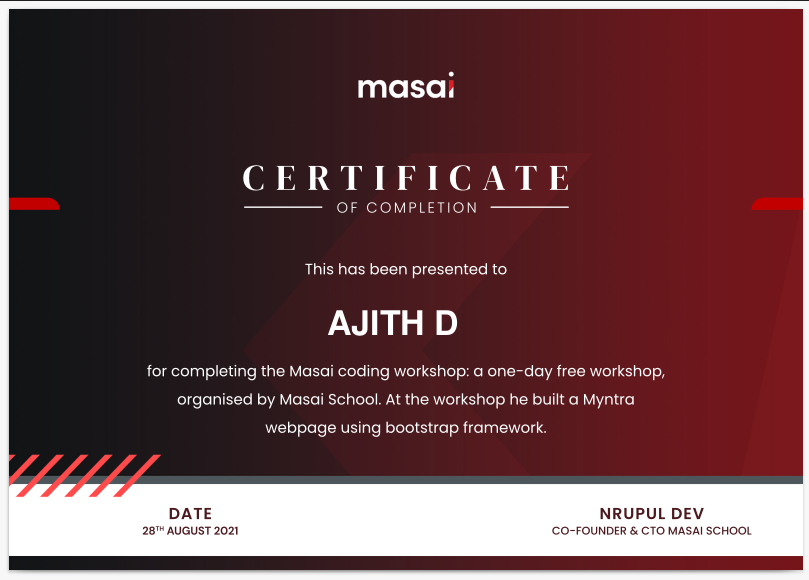 masai
CERTIFICATE
OF COMPLETION
This has been presented to
AJITH D
for completing the Masai coding workshop: a one-day free workshop,
organised by Masai School. At the workshop he built a Myntra
webpage using bootstrap framework.
DATE
28TH AUGUST 2021
NRUPUL DEV
CO-FOUNDER & CTO MASAI SCHOOL